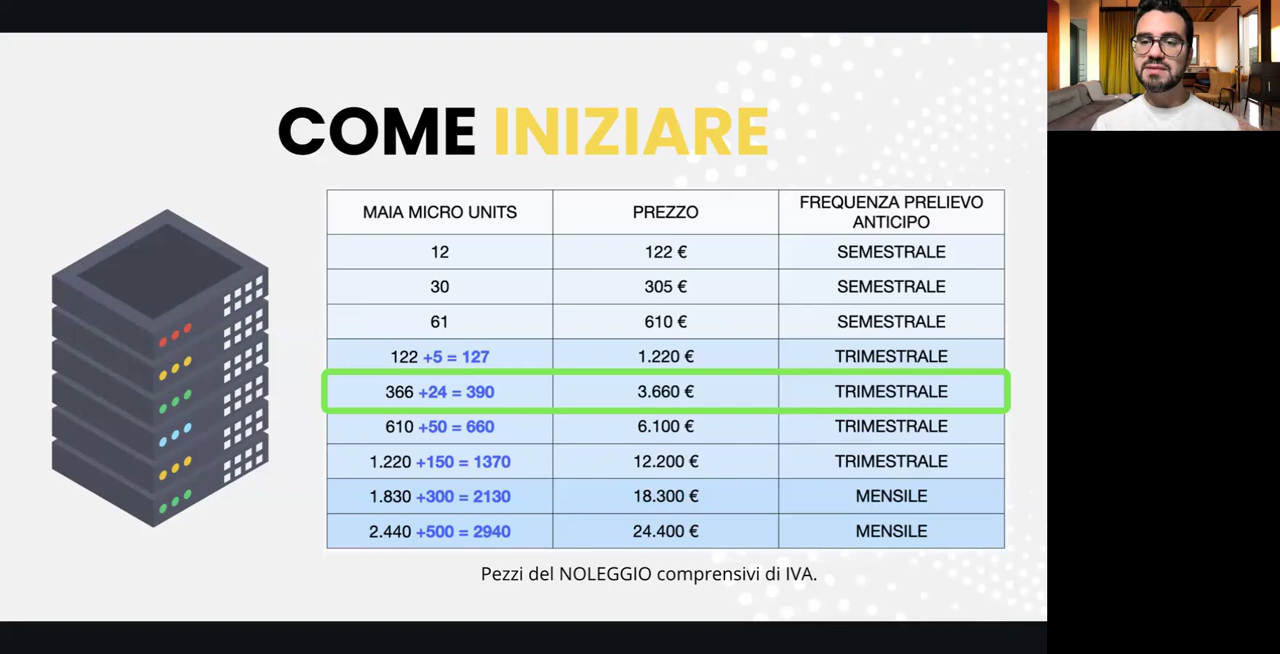 COME INIZIARE
MAIA MICRO UNITS PREZZO FREQUENZA PRELIEVO ANTICIPO
12 122 € SEMESTRALE
30 305 € SEMESTRALE
61 610 € SEMESTRALE
122 +5 = 127 1.220 € TRIMESTRALE
366 +24 = 390 3.660 € TRIMESTRALE
610 +50 = 660 6.100 € TRIMESTRALE
1.220 +150 = 1370 12.200 € TRIMESTRALE
1.830 +300 = 2130 18.300 € MENSILE
2.440 +500 = 2940 24.400 € MENSILE
Pezzi del NOLEGGIO comprensivi di IVA.